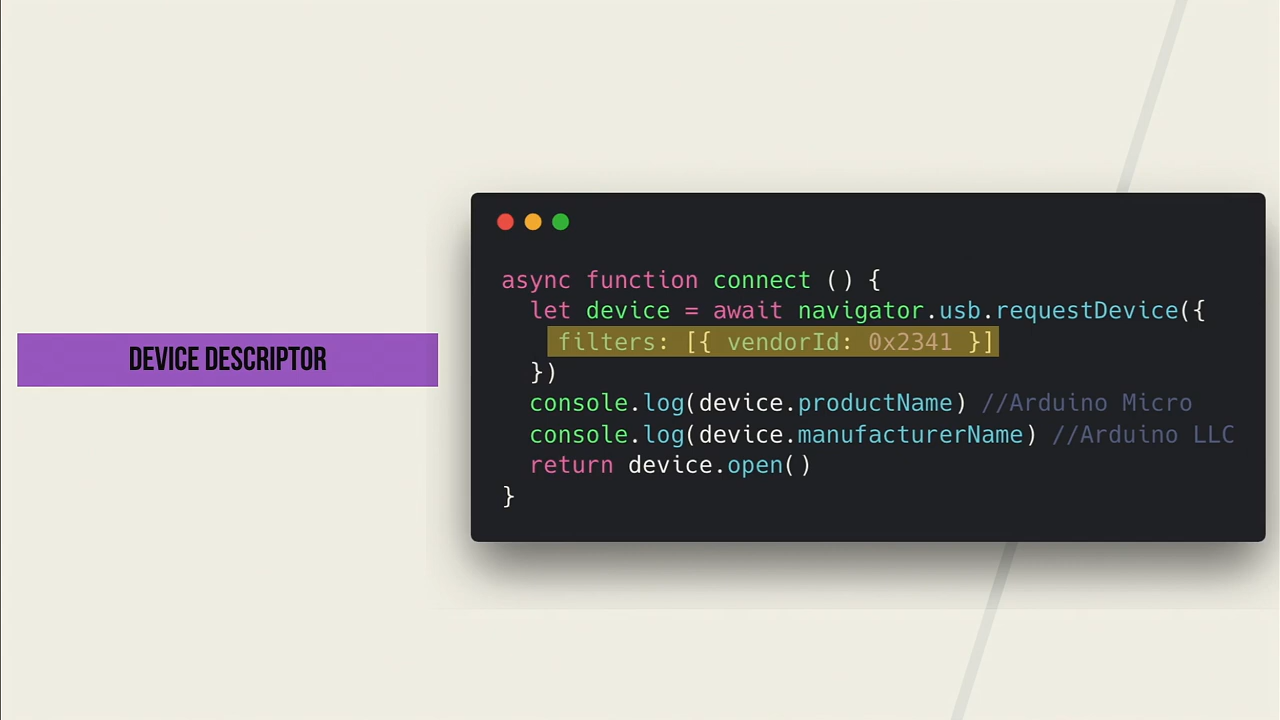 DEVICE DESCRIPTOR
async function connect () {
  let device = await navigator.usb.requestDevice({
    filters: [{ vendorId: 0x2341 }]
  })
  console.log(device.productName) //Arduino Micro
  console.log(device.manufacturerName) //Arduino LLC
  return device.open()
}